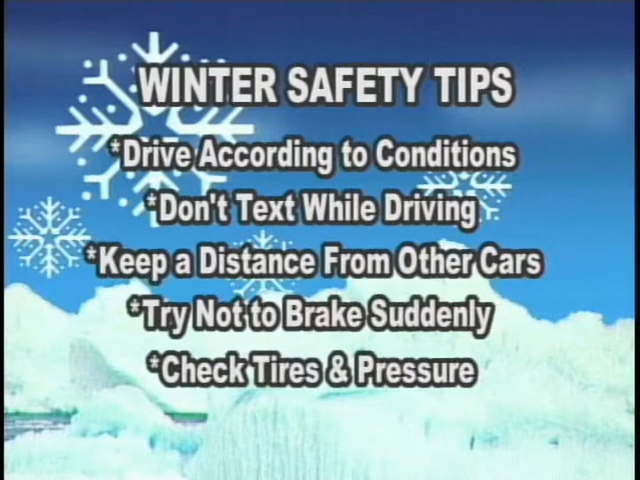 WINTER SAFETY TIPS
*Drive According to Conditions
*Don't Text While Driving
*Keep a Distance From Other Cars
*Try Not to Brake Suddenly
*Check Tires & Pressure